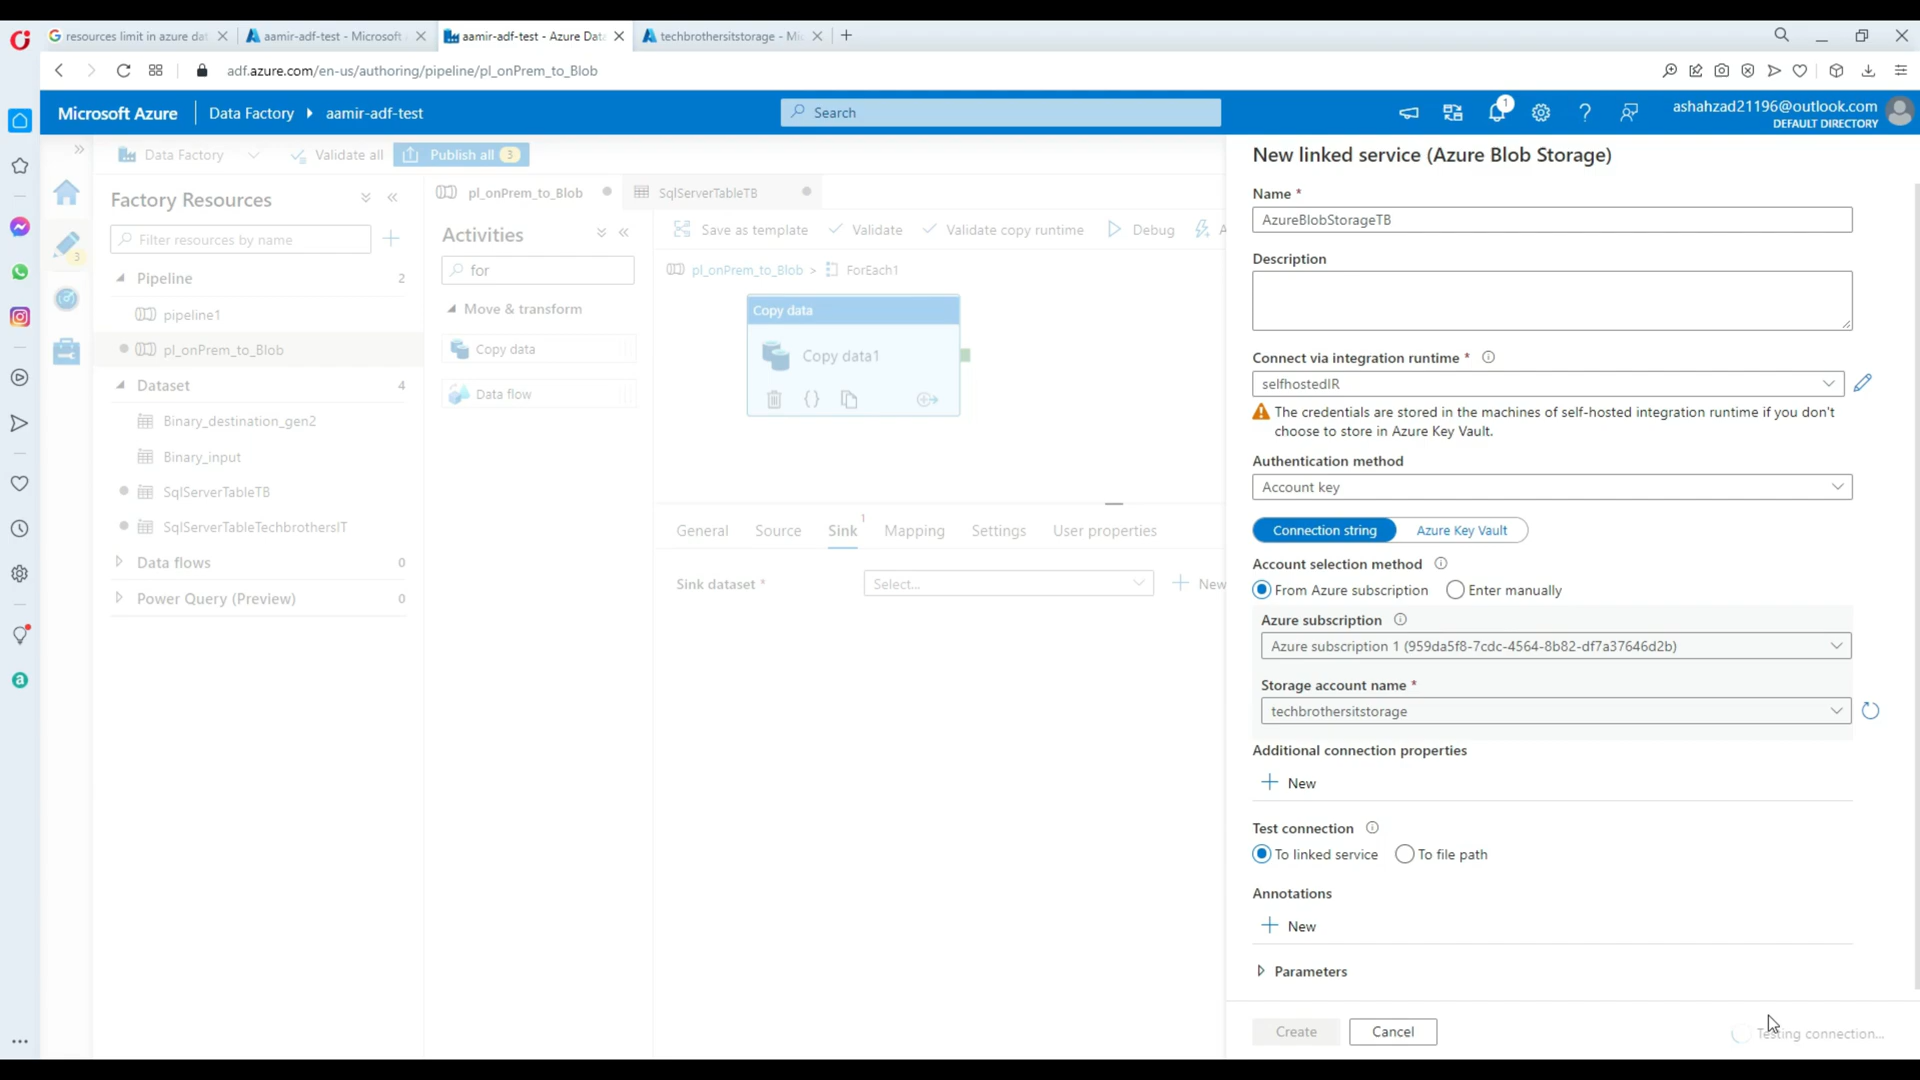 resources limit in azure dat
aamir-adf-test - Microsoft
aamir-adf-test - Azure Data
techbrothersitstorage - Mi
adf.azure.com/en-us/authoring/pipeline/pl_onPrem_to_Blob
Microsoft Azure
Data Factory
aamir-adf-test
Search
1
ashahzad21196@outlook.com
DEFAULT DIRECTORY
Data Factory
Validate all
Publish all
3
3
Factory Resources
Filter resources by name
Pipeline
2
pipeline1
pl_onPrem_to_Blob
Dataset
4
Binary_destination_gen2
Binary_input
SqlServerTableTB
SqlServerTableTechbrothersIT
Data flows
0
Power Query (Preview)
0
pl_onPrem_to_Blob
SqlServerTableTB
Activities
for
Move & transform
Copy data
Data flow
Save as template
Validate
Validate copy runtime
Debug
A
pl_onPrem_to_Blob > ForEach1
Copy data
Copy data1
General
Source
Sink
1
Mapping
Settings
User properties
Sink dataset *
Select...
New
New linked service (Azure Blob Storage)
Name *
AzureBlobStorageTB
Description
Connect via integration runtime *
selfhostedIR
The credentials are stored in the machines of self-hosted integration runtime if you don't
choose to store in Azure Key Vault.
Authentication method
Account key
Connection string
Azure Key Vault
Account selection method
From Azure subscription
Enter manually
Azure subscription
Azure subscription 1 (959da5f8-7cdc-4564-8b82-df7a37646d2b)
Storage account name *
techbrothersitstorage
Additional connection properties
New
Test connection
To linked service
To file path
Annotations
New
Parameters
Create
Cancel
Testing connection...